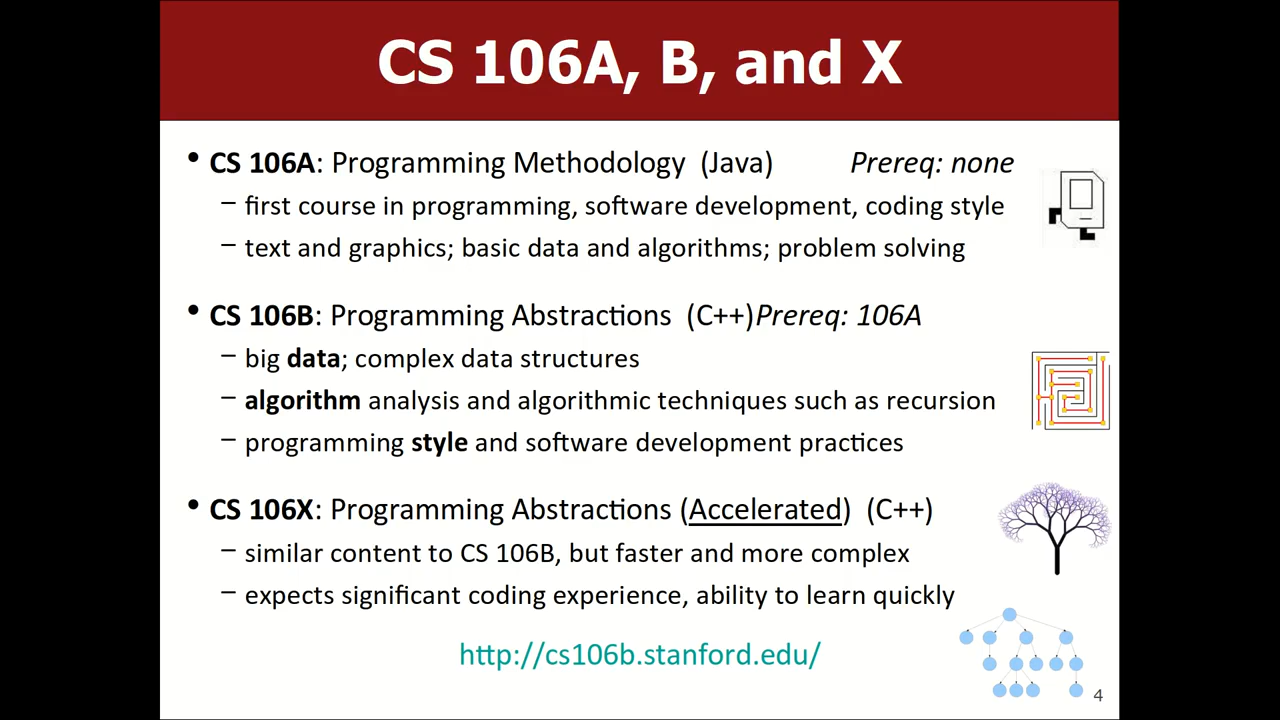 CS 106A, B, and X
• CS 106A: Programming Methodology (Java) Prereq: none
– first course in programming, software development, coding style
– text and graphics; basic data and algorithms; problem solving
• CS 106B: Programming Abstractions (C++)Prereq: 106A
– big data; complex data structures
– algorithm analysis and algorithmic techniques such as recursion
– programming style and software development practices
• CS 106X: Programming Abstractions (Accelerated) (C++)
– similar content to CS 106B, but faster and more complex
– expects significant coding experience, ability to learn quickly
http://cs106b.stanford.edu/
4